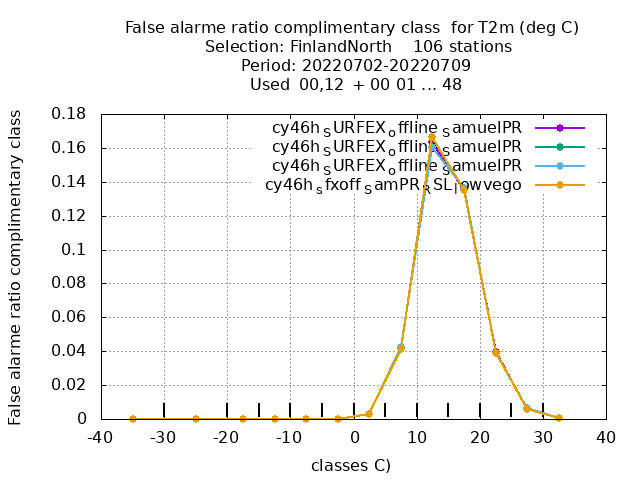 False alarme ratio complimentary class  for T2m (deg C)
Selection: FinlandNorth    106 stations
Period: 20220702-20220709
Used  00,12  + 00 01 ... 48
False alarme ratio complimentary class
0.18
0.16
0.14
0.12
0.1
0.08
0.06
0.04
0.02
0
cy46h_SURFEX_offline_SamuelPR
cy46h_SURFEX_offline_SamuelPR
cy46h_SURFEX_offline_SamuelPR
cy46h_sfxoff_SamPR_RSL_lowvego
-40 -30 -20 -10 0 10 20 30 40
classes C)